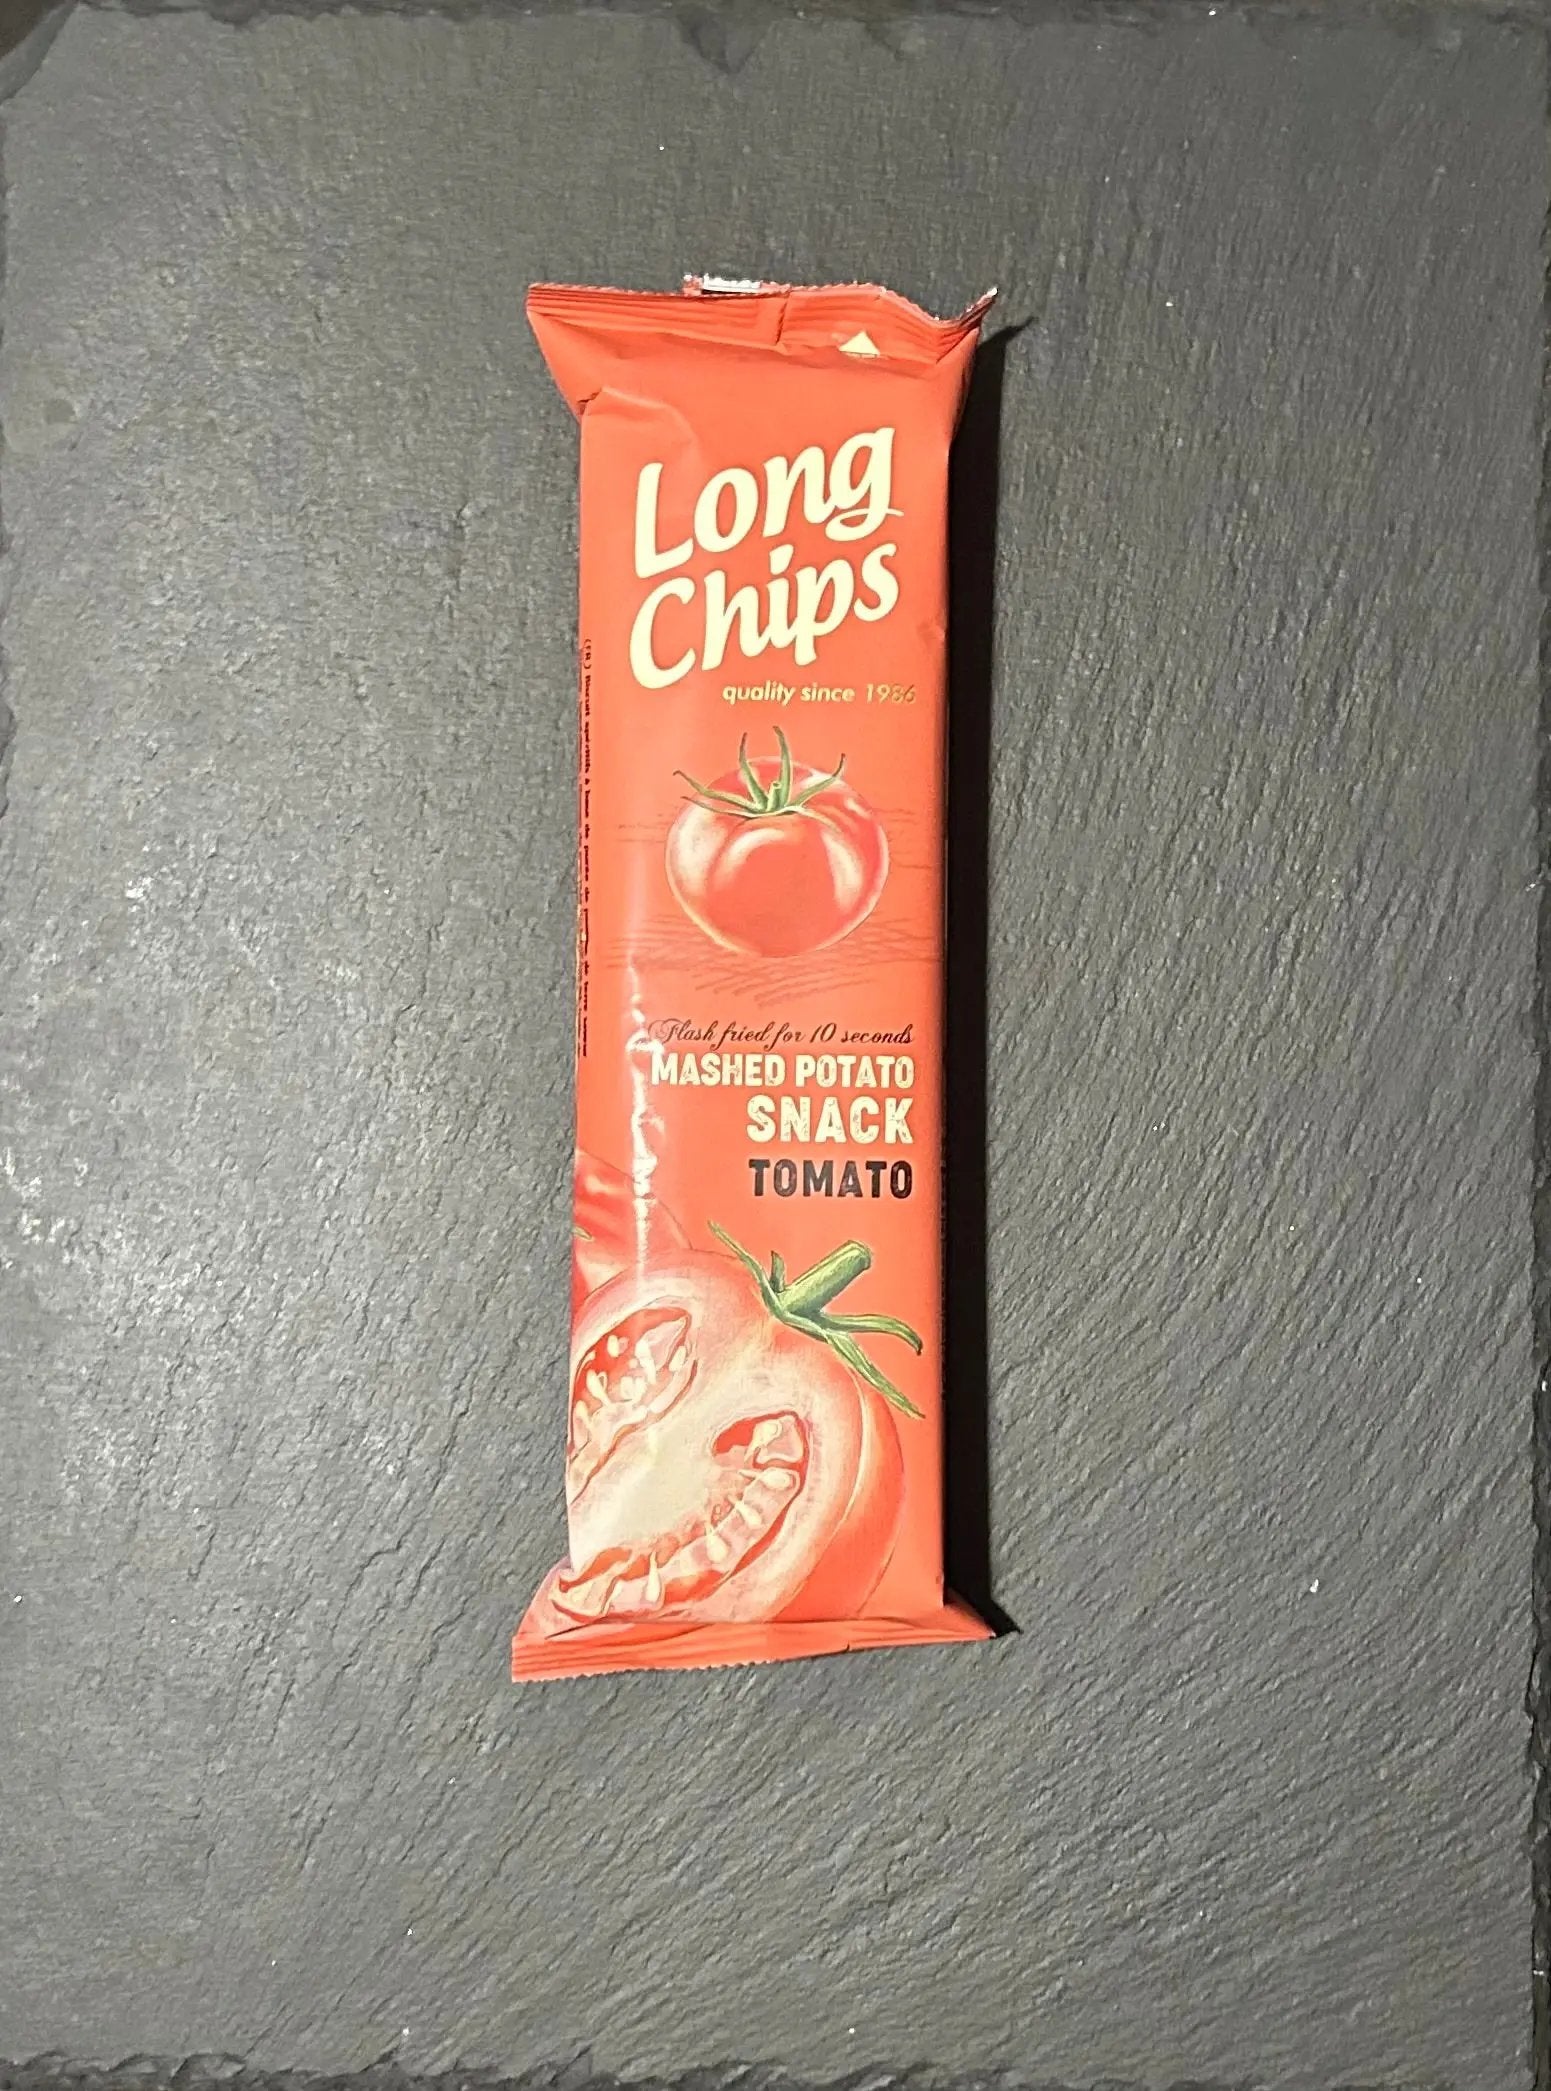 Long
Chips
quality since 1986
Flash fried for 10 seconds
MASHED POTATO
SNACK
TOMATO